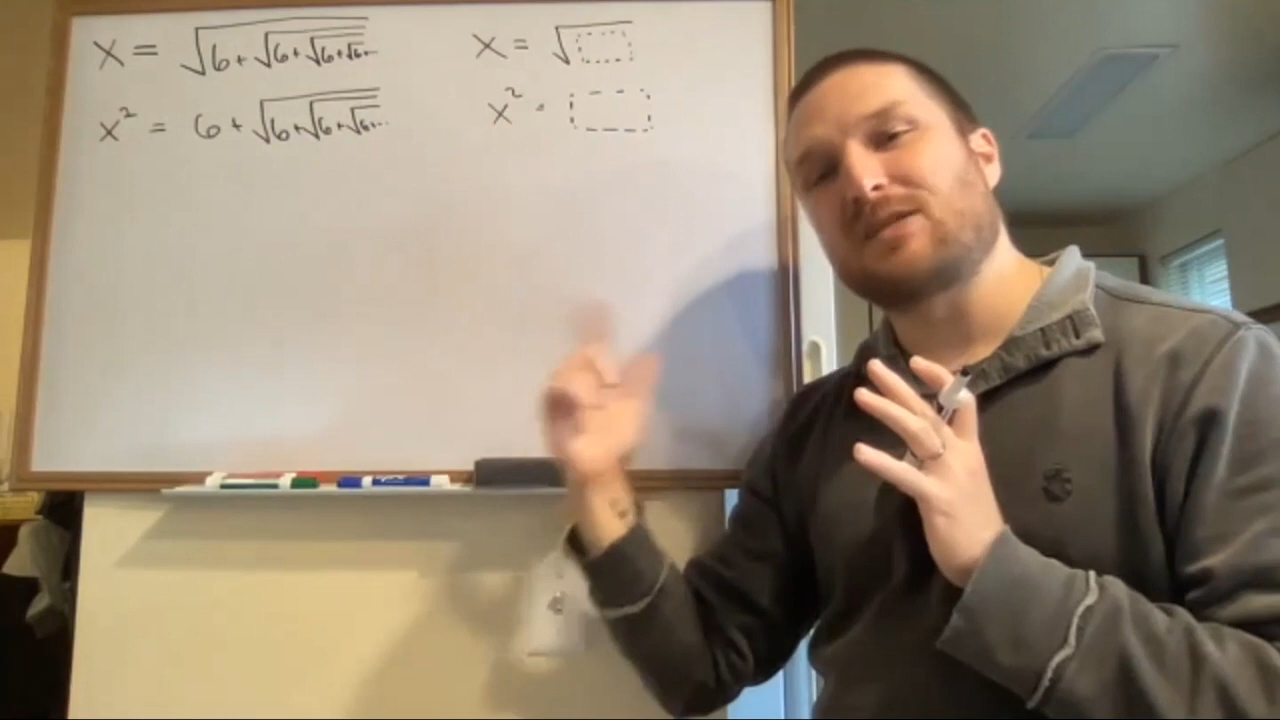 x = √6+√6+√6+√6+...
x² = 6+√6+√6+√6+...
x = √
x² =